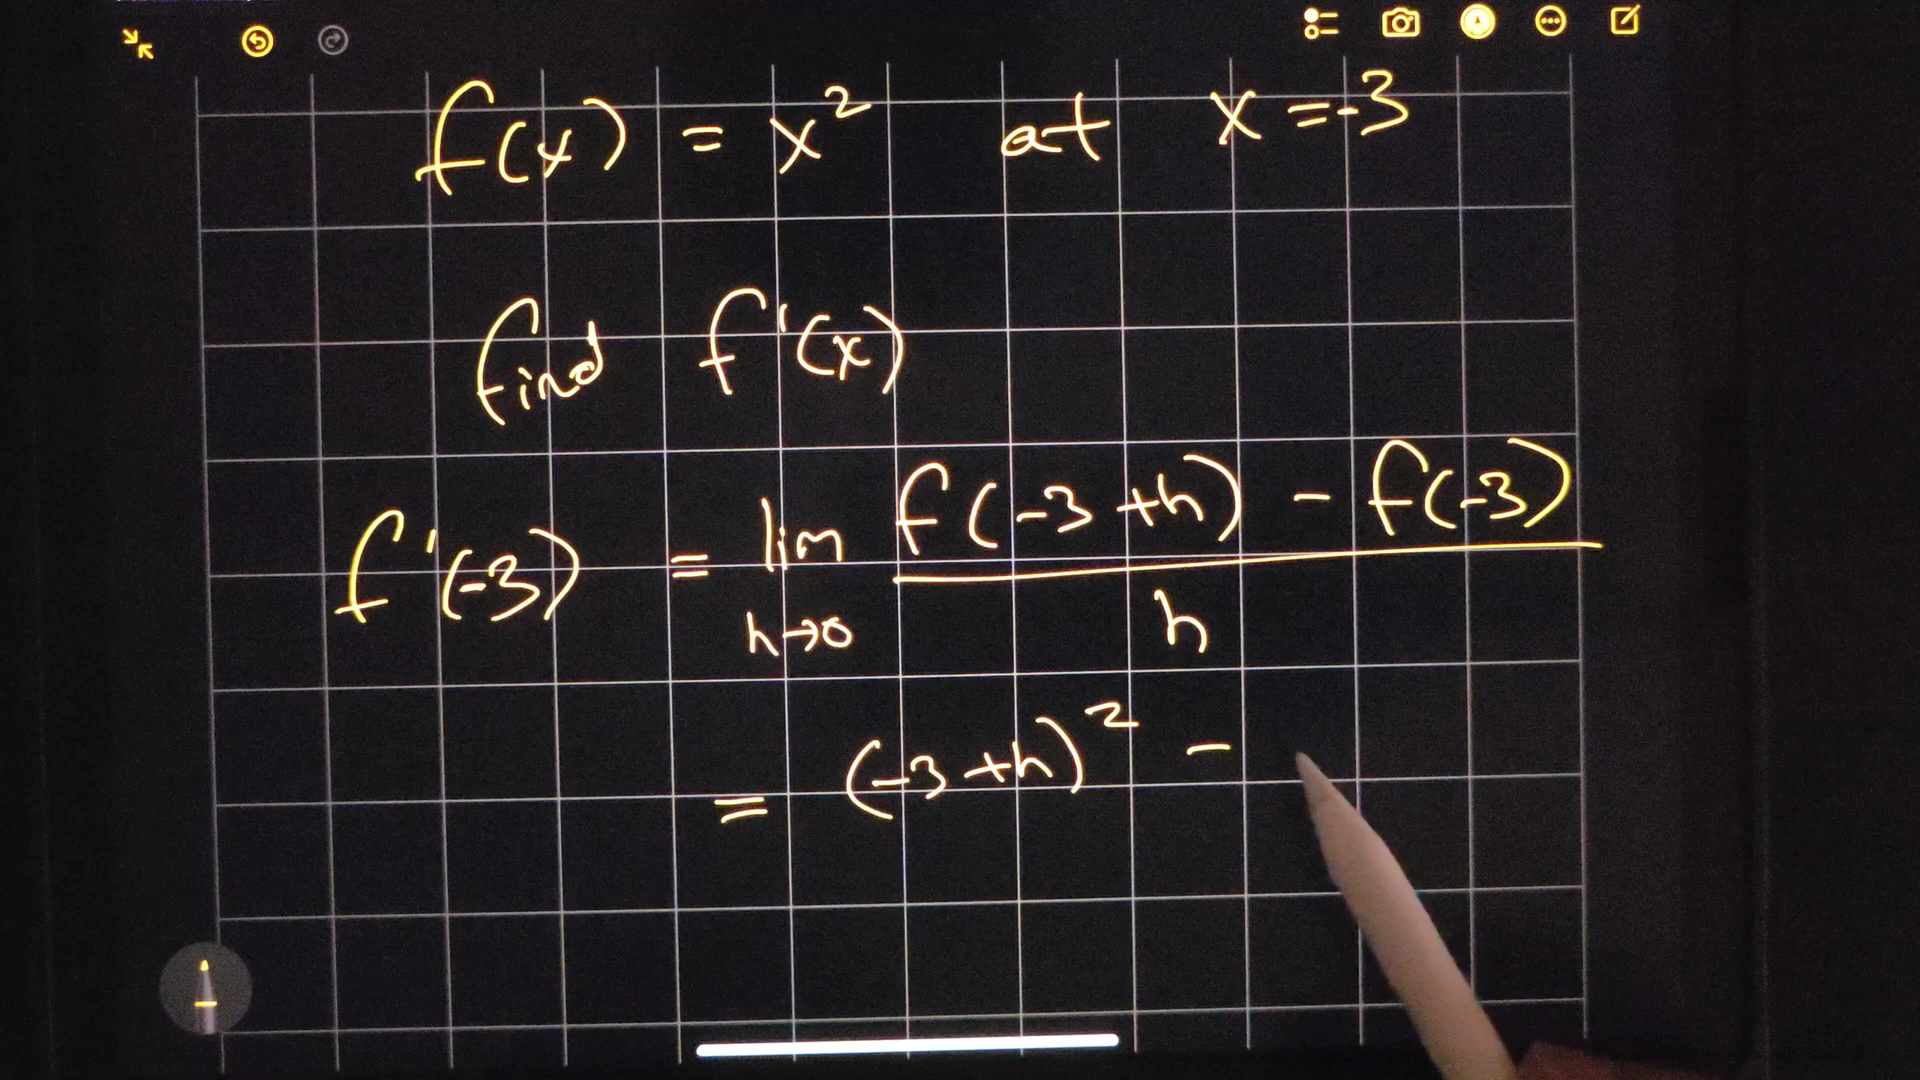 f(x) = x² at x = -3
find f'(x)
f'(-3) = lim h→0 f(-3+h) - f(-3) / h
= (-3+h)² -